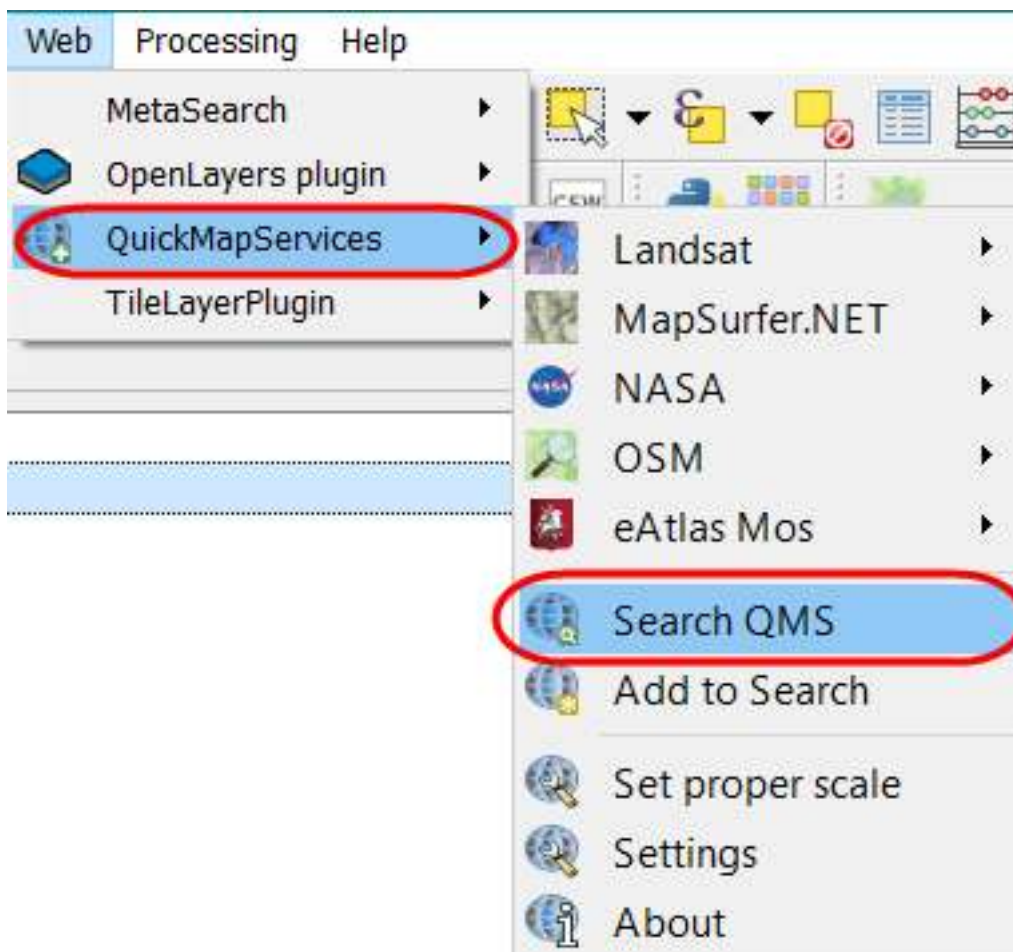 Web Processing Help
MetaSearch
OpenLayers plugin
QuickMapServices
TileLayerPlugin
CSW
Landsat
MapSurfer.NET
NASA
OSM
eAtlas Mos
Search QMS
Add to Search
Set proper scale
Settings
About